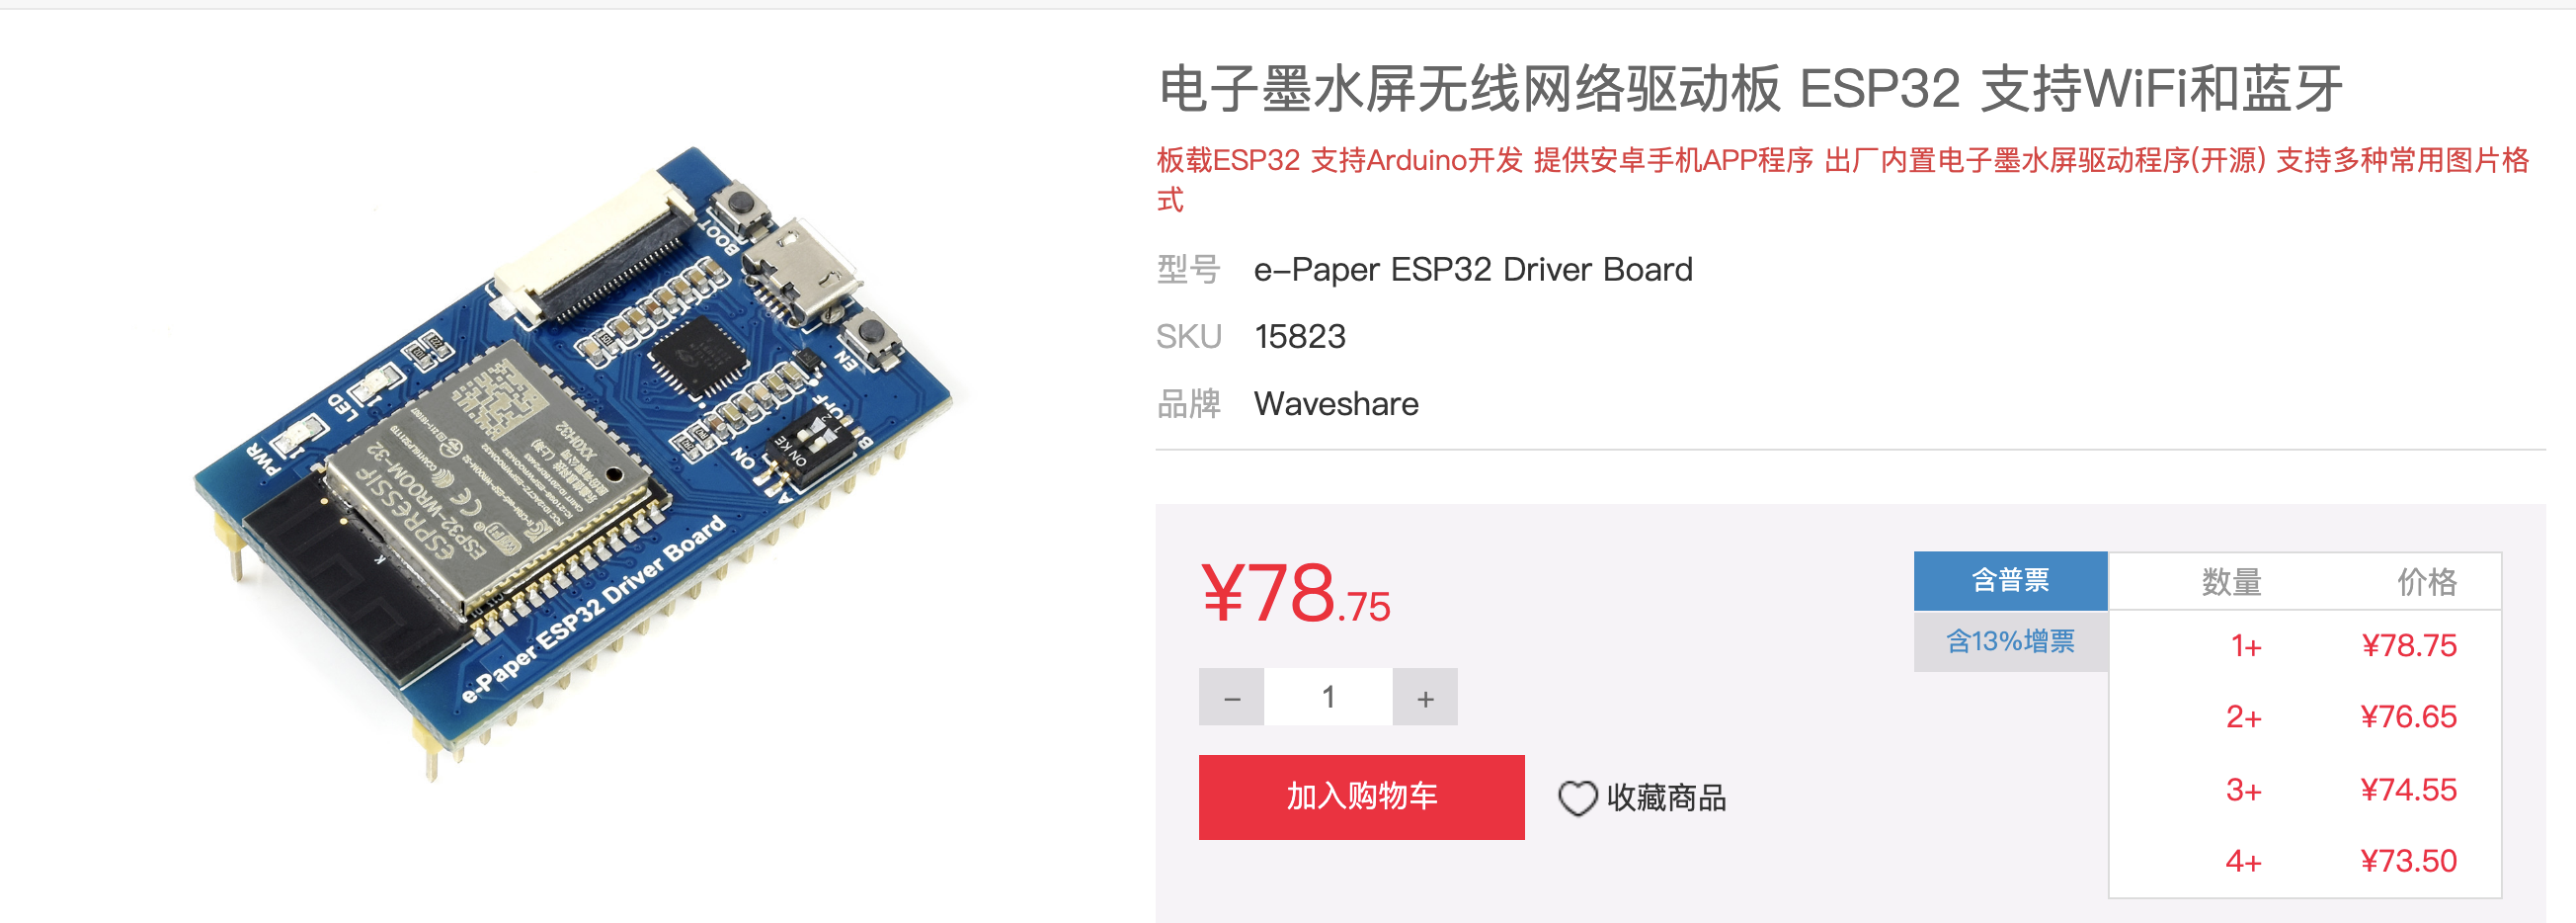 电子墨水屏无线网络驱动板 ESP32 支持WiFi和蓝牙
板载ESP32 支持Arduino开发 提供安卓手机APP程序 出厂内置电子墨水屏驱动程序(开源) 支持多种常用图片格
式
型号 e-Paper ESP32 Driver Board
SKU 15823
品牌 Waveshare
¥78.75
− 1 +
加入购物车 收藏商品
含普票
含13%增票
数量 价格
1+ ¥78.75
2+ ¥76.65
3+ ¥74.55
4+ ¥73.50
BOOT
EN
LED
PWR
OFF
ON
A
B
ON KE
1 2
ESPRESSIF
ESP32-WROOM-32
XX0H32
e-Paper ESP32 Driver Board